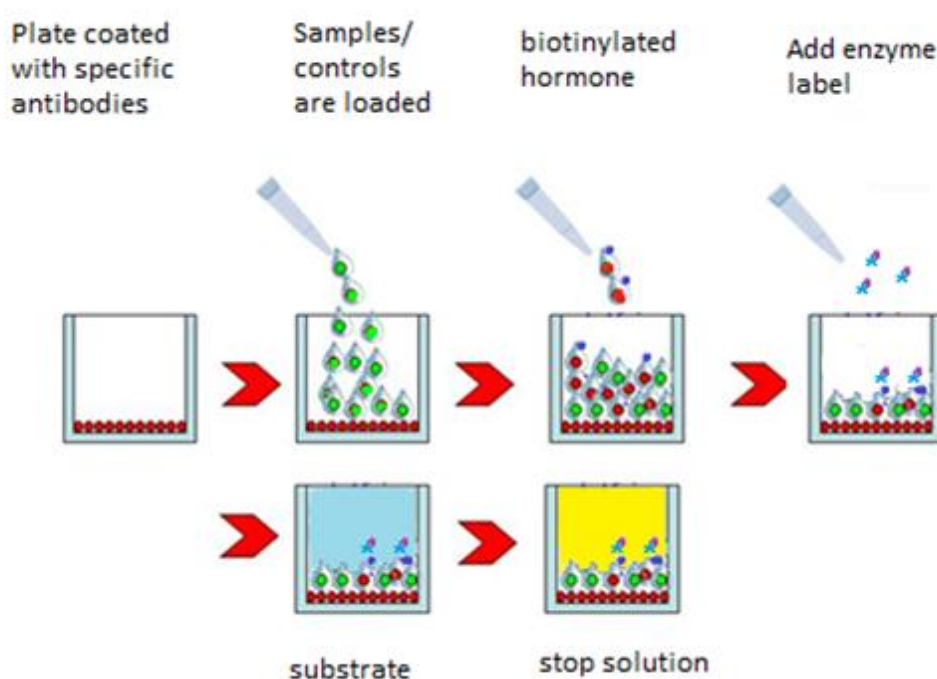 Plate coated
with specific
antibodies
Samples/
controls
are loaded
biotinylated
hormone
Add enzyme
label
substrate
stop solution